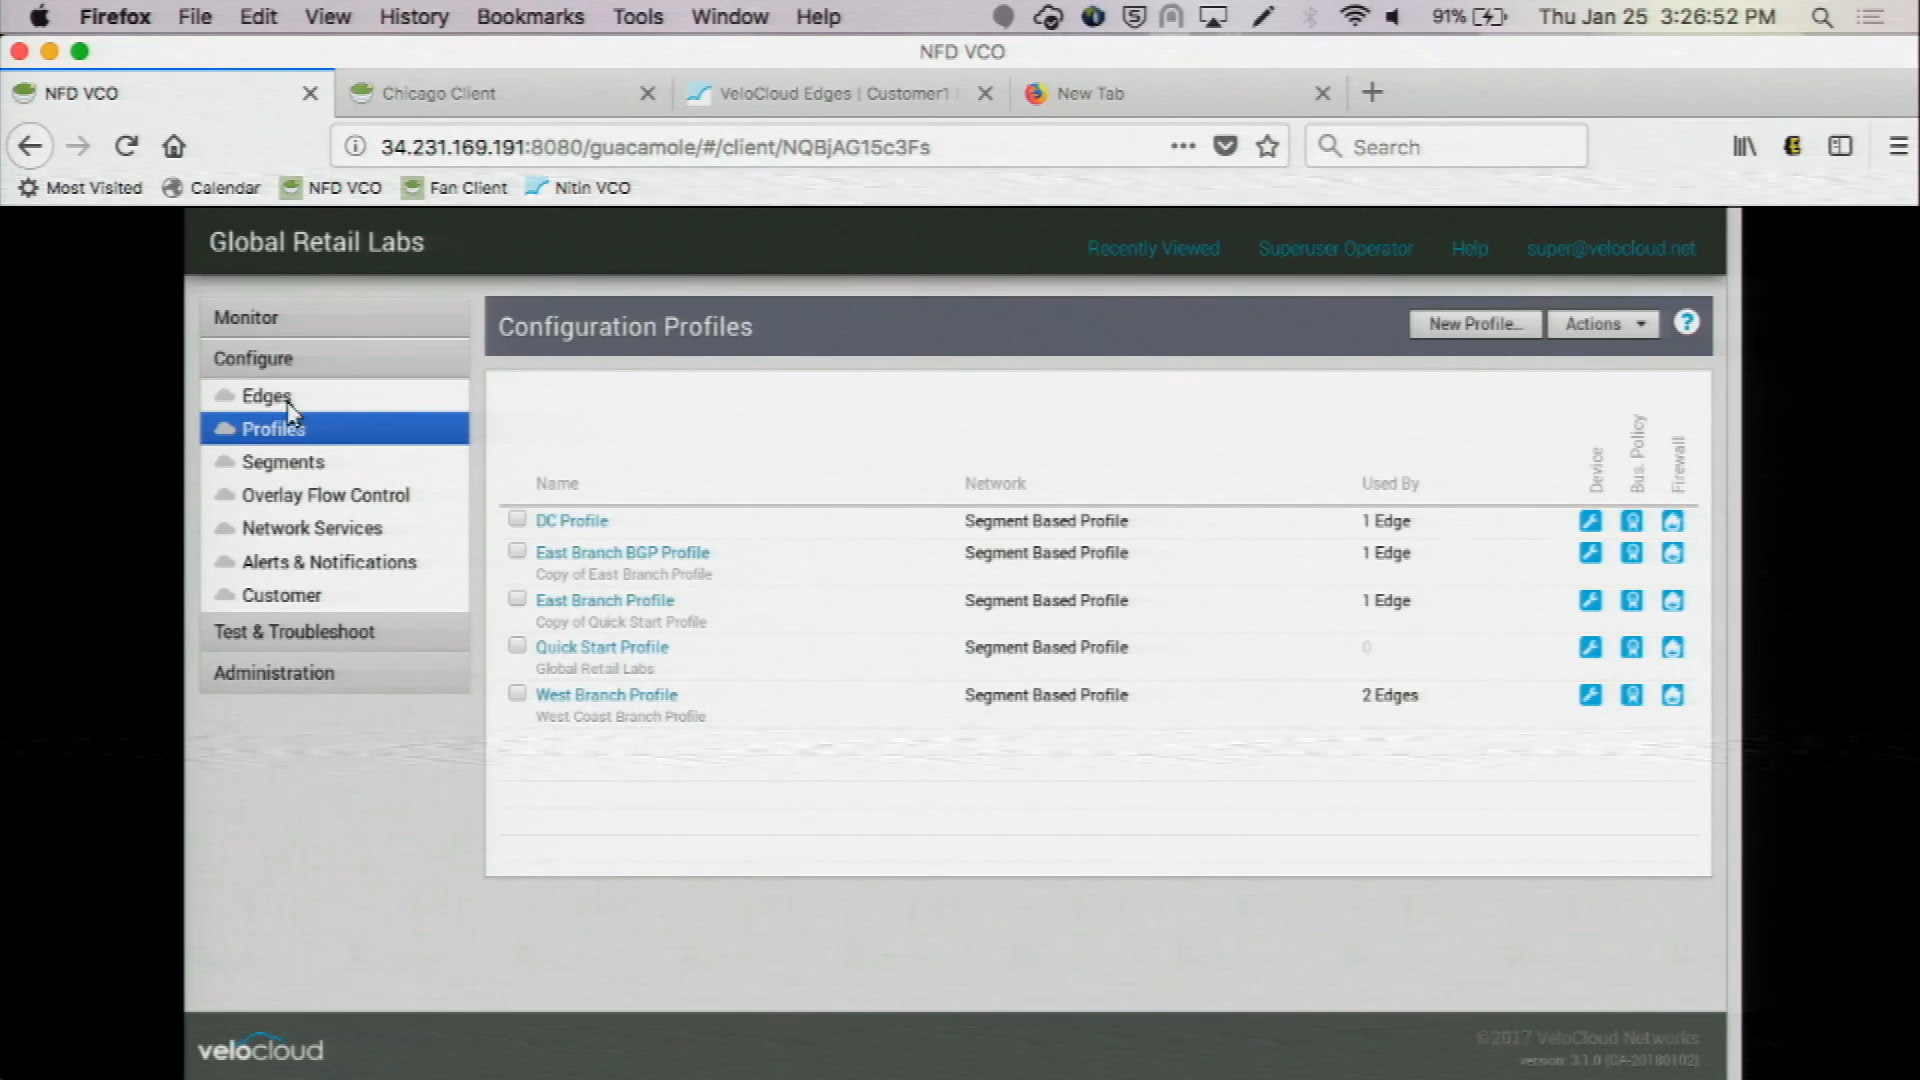 Firefox File Edit View History Bookmarks Tools Window Help 91% Thu Jan 25 3:26:52 PM
NFD VCO
NFD VCO Chicago Client VeloCloud Edges | Customer1 New Tab
34.231.169.191:8080/guacamole/#/client/NQBjAG15c3Fs Search
Most Visited Calendar NFD VCO Fan Client Nitin VCO
Global Retail Labs Recently Viewed Superuser Operator Help super@velocloud.net
Monitor
Configure
Edges
Profiles
Segments
Overlay Flow Control
Network Services
Alerts & Notifications
Customer
Test & Troubleshoot
Administration
Configuration Profiles New Profile... Actions ?
Name Network Used By Device Bus. Policy Firewall
DC Profile Segment Based Profile 1 Edge
East Branch BGP Profile Segment Based Profile 1 Edge
Copy of East Branch Profile
East Branch Profile Segment Based Profile 1 Edge
Copy of Quick Start Profile
Quick Start Profile Segment Based Profile 0
Global Retail Labs
West Branch Profile Segment Based Profile 2 Edges
West Coast Branch Profile
velocloud ©2017 VeloCloud Networks
version: 3.1.0 (GA-20180102)